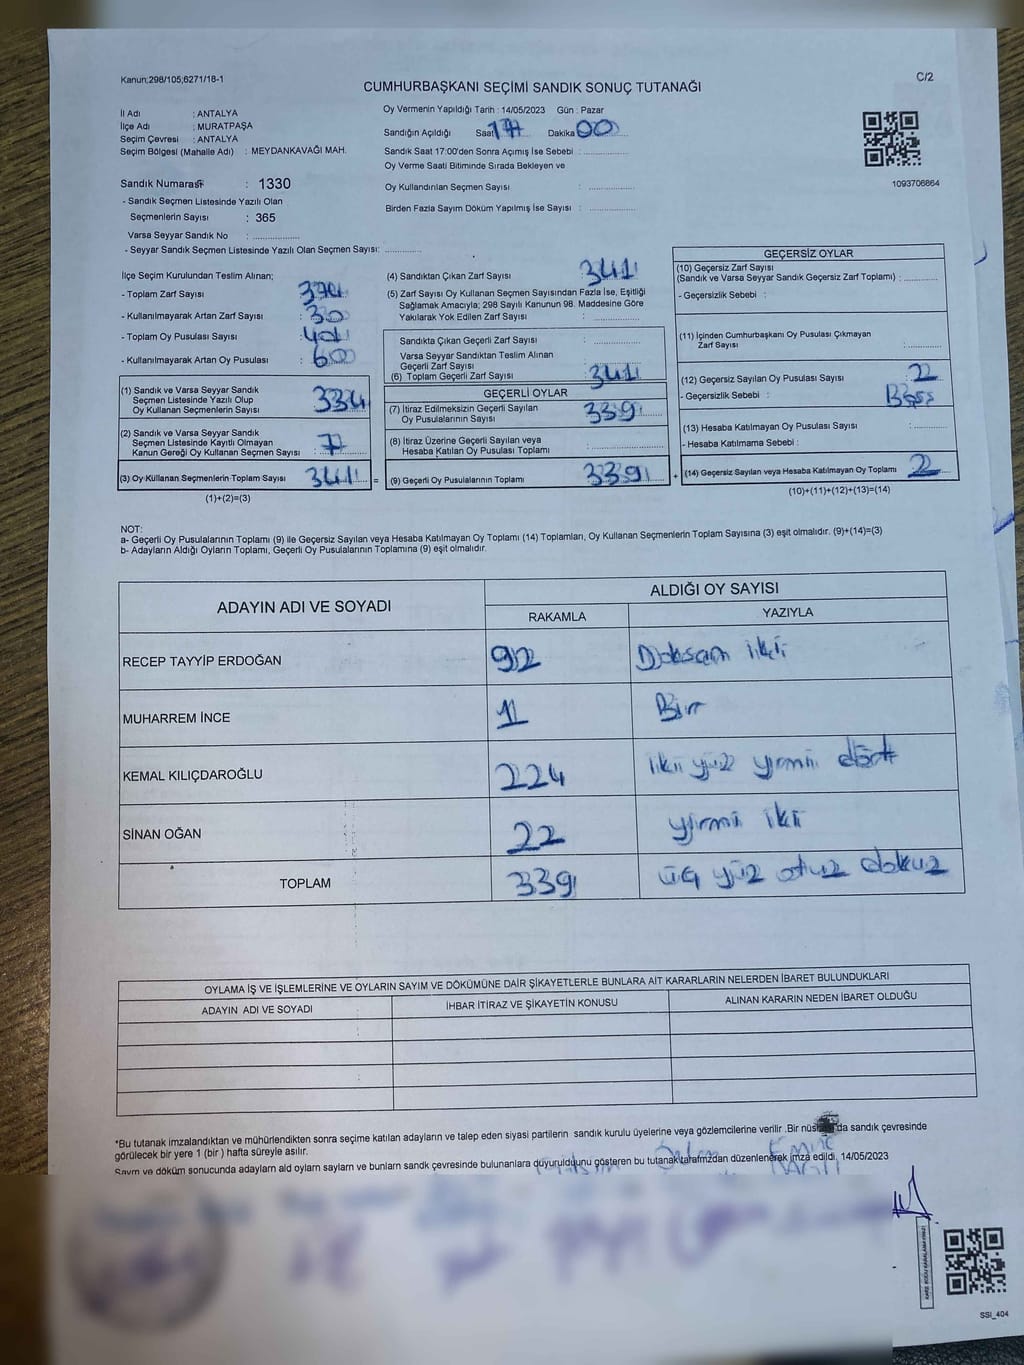 Kanun;298/105;6271/18-1
C/2
CUMHURBAŞKANI SEÇİMİ SANDIK SONUÇ TUTANAĞI
İl Adı : ANTALYA
İlçe Adı : MURATPAŞA
Seçim Çevresi : ANTALYA
Seçim Bölgesi (Mahalle Adı) : MEYDANKAVAĞI MAH.
Oy Vermenin Yapıldığı Tarih : 14/05/2023 Gün : Pazar
Sandığın Açıldığı Saat 17 Dakika 00
Sandık Saat 17:00'den Sonra Açımış İse Sebebi :
Oy Verme Saati Bitiminde Sırada Bekleyen ve
Oy Kullandırılan Seçmen Sayısı :
Birden Fazla Sayım Döküm Yapılmış İse Sayısı :
1093706864
Sandık Numarası : 1330
- Sandık Seçmen Listesinde Yazılı Olan
Seçmenlerin Sayısı : 365
Varsa Seyyar Sandık No :
- Seyyar Sandık Seçmen Listesinde Yazılı Olan Seçmen Sayısı:
İlçe Seçim Kurulundan Teslim Alınan;
- Toplam Zarf Sayısı :
- Kullanılmayarak Artan Zarf Sayısı : 30
- Toplam Oy Pusulası Sayısı :
- Kullanılmayarak Artan Oy Pusulası :
(1) Sandık ve Varsa Seyyar Sandık
Seçmen Listesinde Yazılı Olup
Oy Kullanan Seçmenlerin Sayısı 334
(2) Sandık ve Varsa Seyyar Sandık
Seçmen Listesinde Kayıtlı Olmayan
Kanun Gereği Oy Kullanan Seçmen Sayısı : 7
(3) Oy Kullanan Seçmenlerin Toplam Sayısı 341 =
(1)+(2)=(3)
(4) Sandıktan Çıkan Zarf Sayısı : 341
(5) Zarf Sayısı Oy Kullanan Seçmen Sayısından Fazla İse, Eşitliği
Sağlamak Amacıyla; 298 Sayılı Kanunun 98. Maddesine Göre
Yakılarak Yok Edilen Zarf Sayısı :
Sandıkta Çıkan Geçerli Zarf Sayısı :
Varsa Seyyar Sandıktan Teslim Alınan
Geçerli Zarf Sayısı :
(6) Toplam Geçerli Zarf Sayısı : 341
GEÇERLİ OYLAR
(7) İtiraz Edilmeksizin Geçerli Sayılan
Oy Pusulalarının Sayısı : 339
(8) İtiraz Üzerine Geçerli Sayılan veya
Hesaba Katılan Oy Pusulası Toplamı :
(9) Geçerli Oy Pusulalarının Toplamı : 339 +
GEÇERSİZ OYLAR
(10) Geçersiz Zarf Sayısı
(Sandık ve Varsa Seyyar Sandık Geçersiz Zarf Toplamı) :
- Geçersizlik Sebebi :
(11) İçinden Cumhurbaşkanı Oy Pusulası Çıkmayan
Zarf Sayısı :
(12) Geçersiz Sayılan Oy Pusulası Sayısı : 2
- Geçersizlik Sebebi :
(13) Hesaba Katılmayan Oy Pusulası Sayısı :
- Hesaba Katılmama Sebebi :
(14) Geçersiz Sayılan veya Hesaba Katılmayan Oy Toplamı 2
(10)+(11)+(12)+(13)=(14)
NOT:
a- Geçerli Oy Pusulalarının Toplamı (9) ile Geçersiz Sayılan veya Hesaba Katılmayan Oy Toplamı (14) Toplamları, Oy Kullanan Seçmenlerin Toplam Sayısına (3) eşit olmalıdır. (9)+(14)=(3)
b- Adayların Aldığı Oyların Toplamı, Geçerli Oy Pusulalarının Toplamına (9) eşit olmalıdır.
ADAYIN ADI VE SOYADI
ALDIĞI OY SAYISI
RAKAMLA YAZIYLA
RECEP TAYYİP ERDOĞAN 92 Doksan iki
MUHARREM İNCE 1 Bir
KEMAL KILIÇDAROĞLU 224 iki yüz yirmi dört
SİNAN OĞAN 22 yirmi iki
TOPLAM 339 üç yüz otuz dokuz
OYLAMA İŞ VE İŞLEMLERİNE VE OYLARIN SAYIM VE DÖKÜMÜNE DAİR ŞİKAYETLERLE BUNLARA AİT KARARLARIN NELERDEN İBARET BULUNDUKLARI
ADAYIN ADI VE SOYADI İHBAR İTİRAZ VE ŞİKAYETİN KONUSU ALINAN KARARIN NEDEN İBARET OLDUĞU
*Bu tutanak imzalandıktan ve mühürlendikten sonra seçime katılan adayların ve talep eden siyasi partilerin sandık kurulu üyelerine veya gözlemcilerine verilir .Bir da sandık çevresinde
görülecek bir yere 1 (bir ) hafta süreyle asılır.
Sayım ve döküm sonucunda adayların aldığı oyların sayıları ve bunların sandık çevresinde bulunanlara duyurulduğunu gösteren bu tutanak tarafımızdan düzenlenerek imza edildi. 14/05/2023
SSI_404